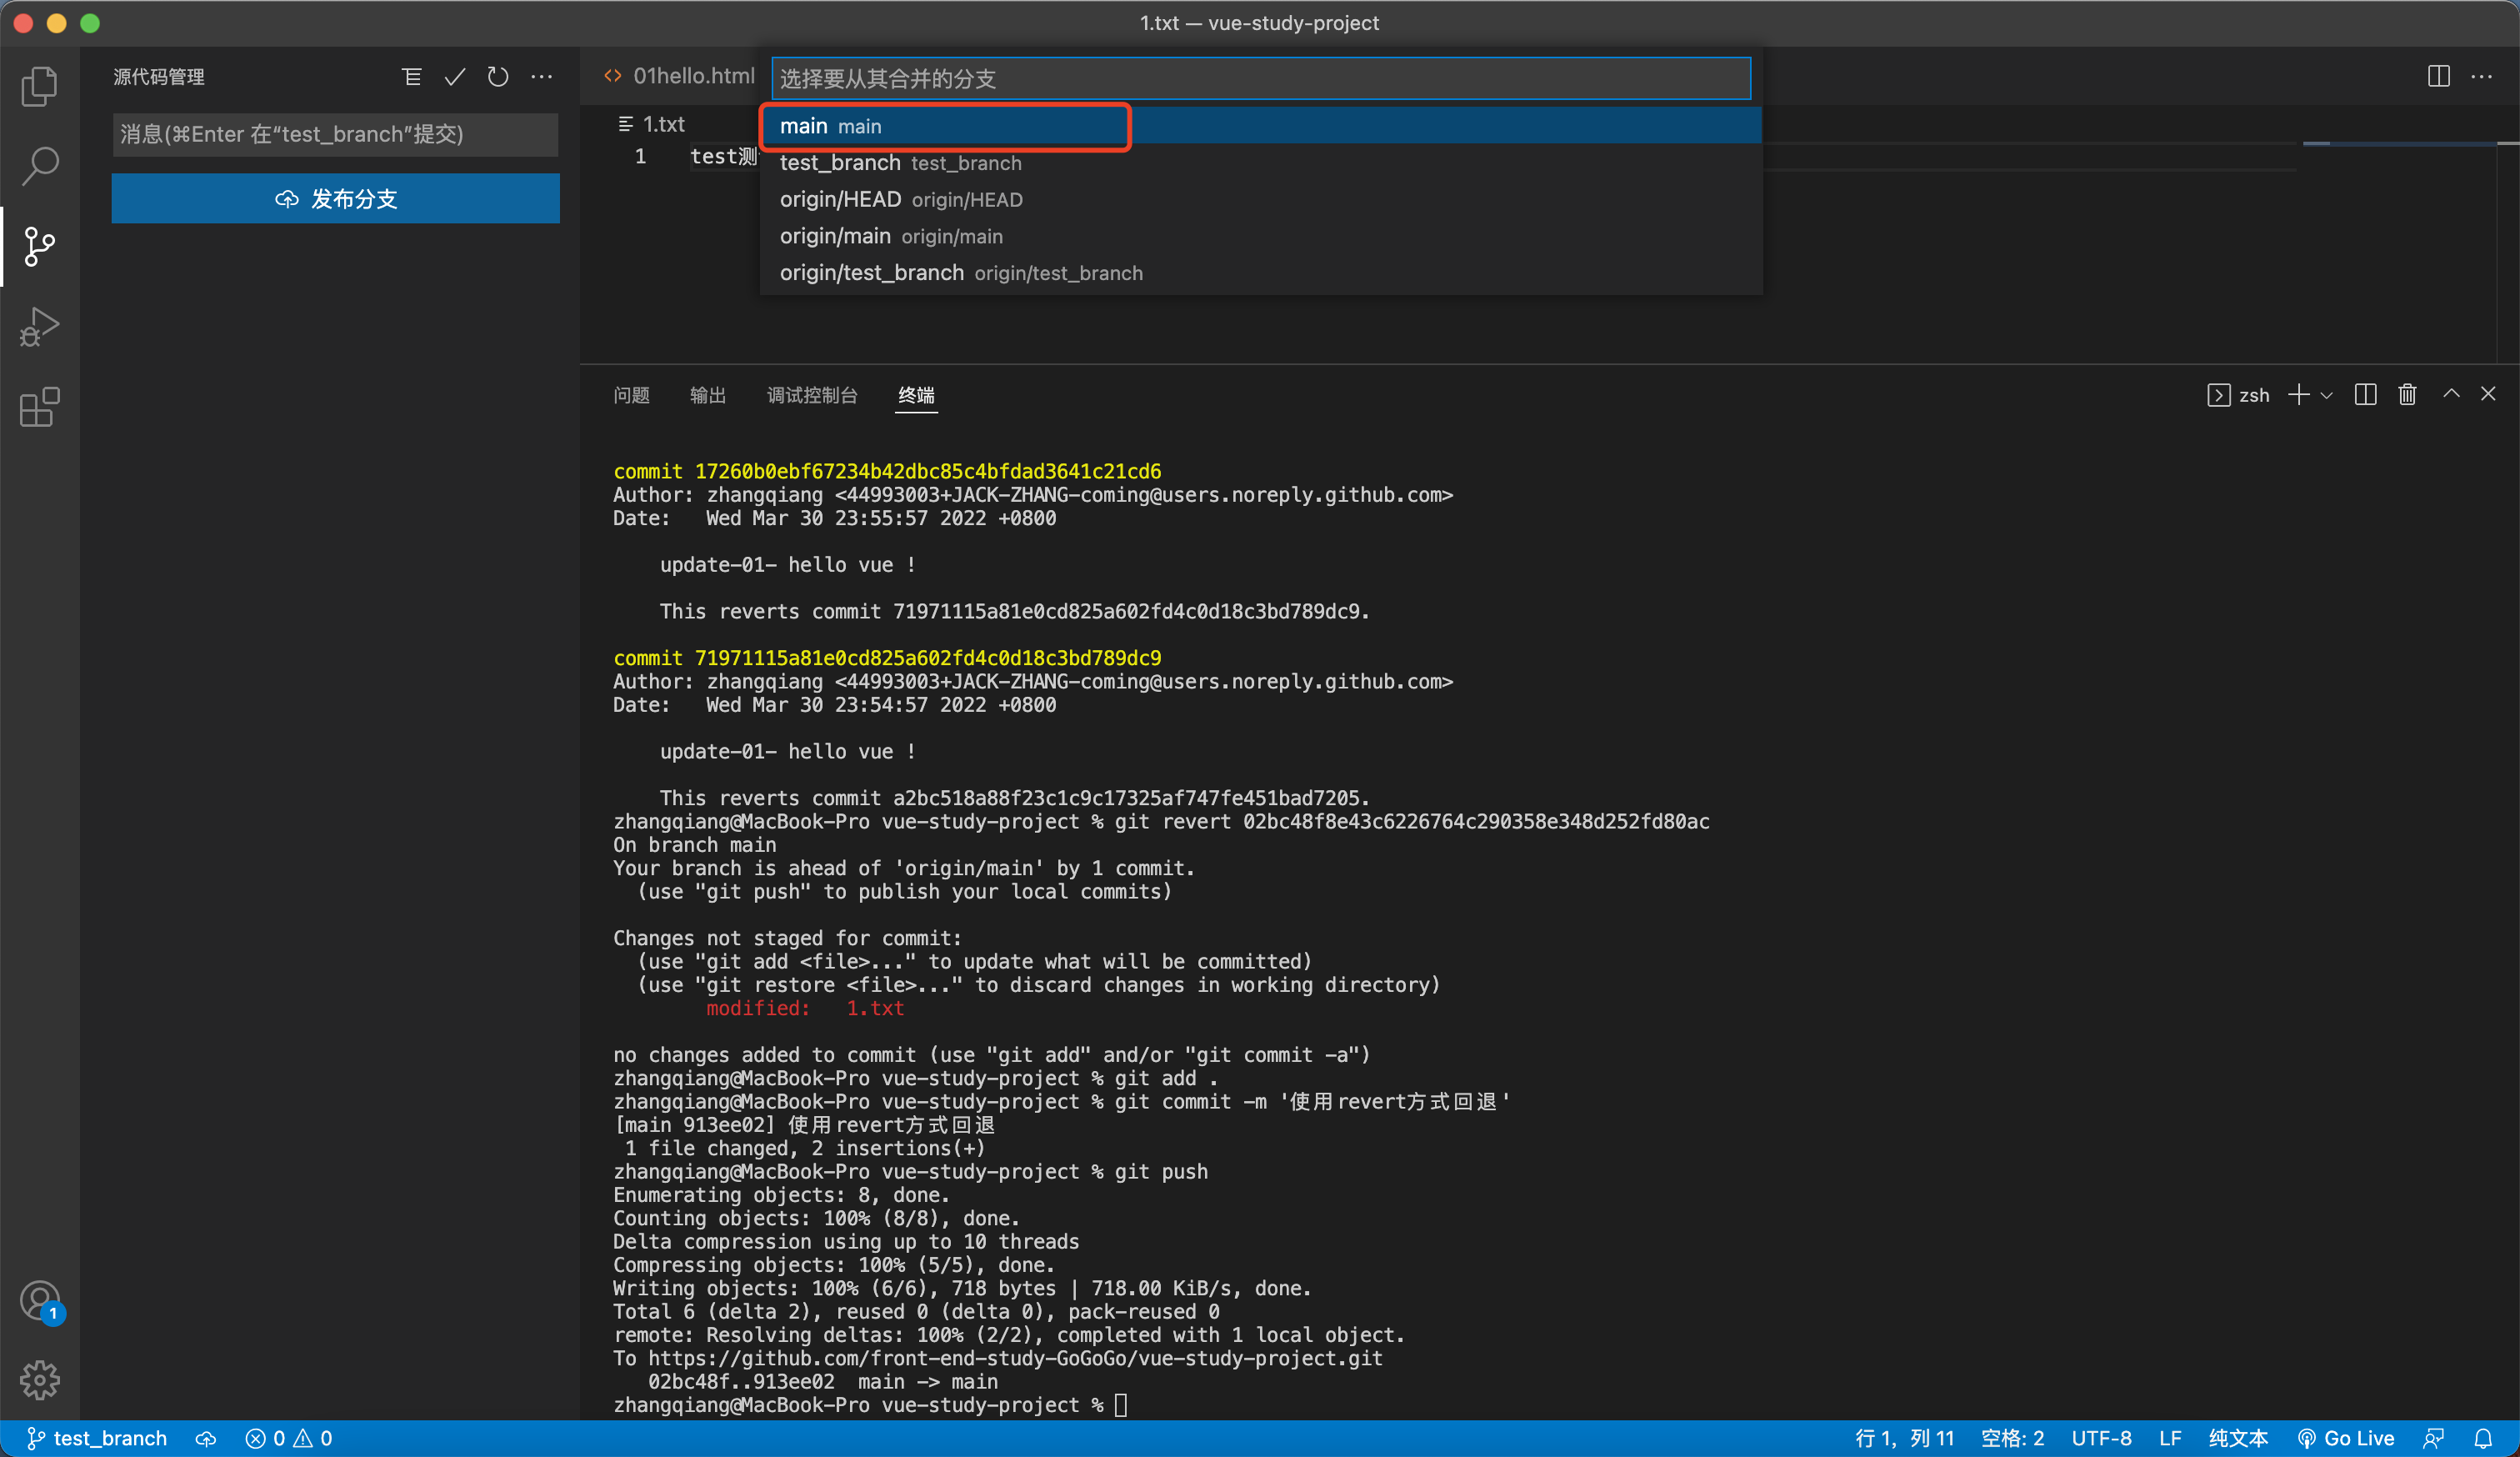 1.txt — vue-study-project
源代码管理
消息(⌘Enter 在“test_branch”提交)
发布分支
01hello.html
选择要从其合并的分支
main main
test_branch test_branch
origin/HEAD origin/HEAD
origin/main origin/main
origin/test_branch origin/test_branch
1.txt
1 test测
问题 输出 调试控制台 终端
zsh
commit 17260b0ebf67234b42dbc85c4bfdad3641c21cd6
Author: zhangqiang <44993003+JACK-ZHANG-coming@users.noreply.github.com>
Date:   Wed Mar 30 23:55:57 2022 +0800
update-01- hello vue !
This reverts commit 71971115a81e0cd825a602fd4c0d18c3bd789dc9.
commit 71971115a81e0cd825a602fd4c0d18c3bd789dc9
Author: zhangqiang <44993003+JACK-ZHANG-coming@users.noreply.github.com>
Date:   Wed Mar 30 23:54:57 2022 +0800
update-01- hello vue !
This reverts commit a2bc518a88f23c1c9c17325af747fe451bad7205.
zhangqiang@MacBook-Pro vue-study-project % git revert 02bc48f8e43c6226764c290358e348d252fd80ac
On branch main
Your branch is ahead of 'origin/main' by 1 commit.
(use "git push" to publish your local commits)
Changes not staged for commit:
(use "git add <file>..." to update what will be committed)
(use "git restore <file>..." to discard changes in working directory)
modified:   1.txt
no changes added to commit (use "git add" and/or "git commit -a")
zhangqiang@MacBook-Pro vue-study-project % git add .
zhangqiang@MacBook-Pro vue-study-project % git commit -m '使用revert方式回退'
[main 913ee02] 使用revert方式回退
1 file changed, 2 insertions(+)
zhangqiang@MacBook-Pro vue-study-project % git push
Enumerating objects: 8, done.
Counting objects: 100% (8/8), done.
Delta compression using up to 10 threads
Compressing objects: 100% (5/5), done.
Writing objects: 100% (6/6), 718 bytes | 718.00 KiB/s, done.
Total 6 (delta 2), reused 0 (delta 0), pack-reused 0
remote: Resolving deltas: 100% (2/2), completed with 1 local object.
To https://github.com/front-end-study-GoGoGo/vue-study-project.git
02bc48f..913ee02  main -> main
zhangqiang@MacBook-Pro vue-study-project %
1
test_branch 0 0 行 1, 列 11 空格: 2 UTF-8 LF 纯文本 Go Live